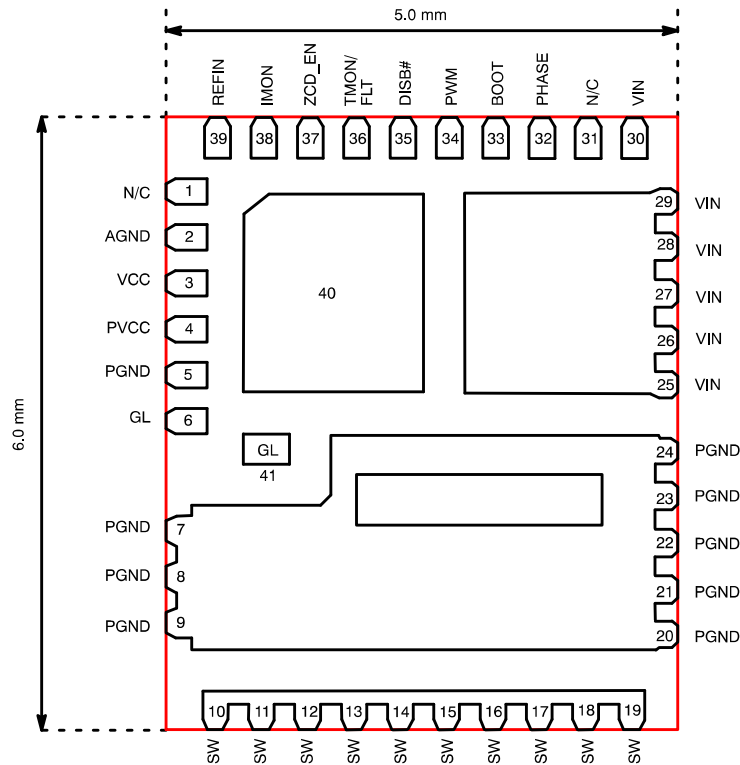 5.0 mm
REFIN
IMON
ZCD_EN
TMON/
FLT
DISB#
PWM
BOOT
PHASE
N/C
VIN
39
38
37
36
35
34
33
32
31
30
6.0 mm
N/C 1
AGND 2
VCC 3
PVCC 4
PGND 5
GL 6
40
29 VIN
28 VIN
27 VIN
26 VIN
25 VIN
GL
41
24 PGND
23 PGND
22 PGND
21 PGND
20 PGND
PGND 7
PGND 8
PGND 9
10
11
12
13
14
15
16
17
18
19
SW
SW
SW
SW
SW
SW
SW
SW
SW
SW